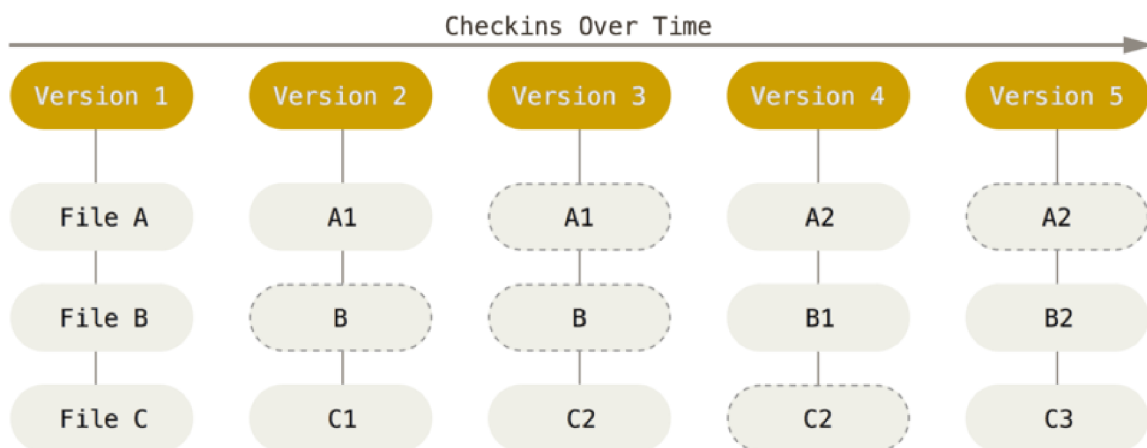 Checkins Over Time
Version 1 Version 2 Version 3 Version 4 Version 5
File A A1 A1 A2 A2
File B B B B1 B2
File C C1 C2 C2 C3